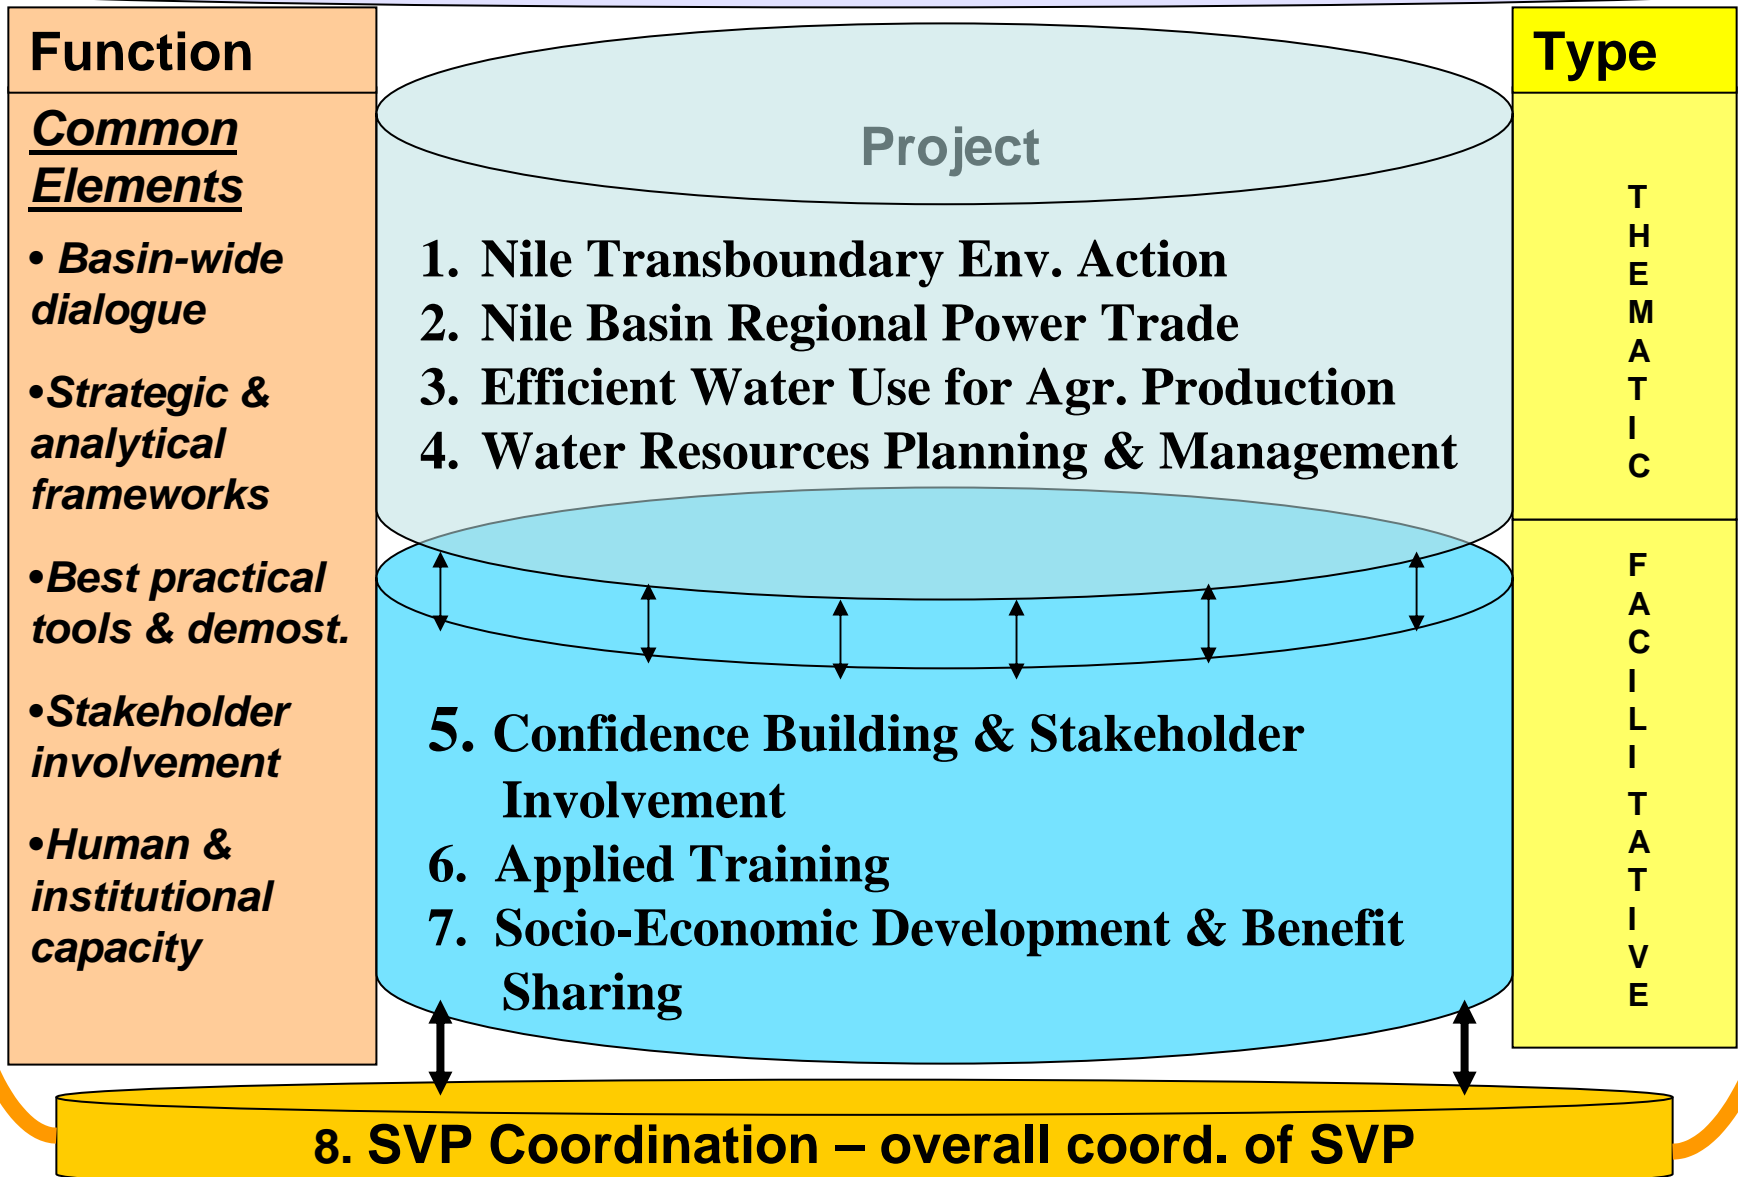 Function
Common
Elements
• Basin-wide
dialogue
•Strategic &
analytical
frameworks
•Best practical
tools & demost.
•Stakeholder
involvement
•Human &
institutional
capacity
Project
1. Nile Transboundary Env. Action
2. Nile Basin Regional Power Trade
3. Efficient Water Use for Agr. Production
4. Water Resources Planning & Management
5. Confidence Building & Stakeholder
Involvement
6. Applied Training
7. Socio-Economic Development & Benefit
Sharing
Type
T
H
E
M
A
T
I
C
F
A
C
I
L
I
T
A
T
I
V
E
8. SVP Coordination – overall coord. of SVP